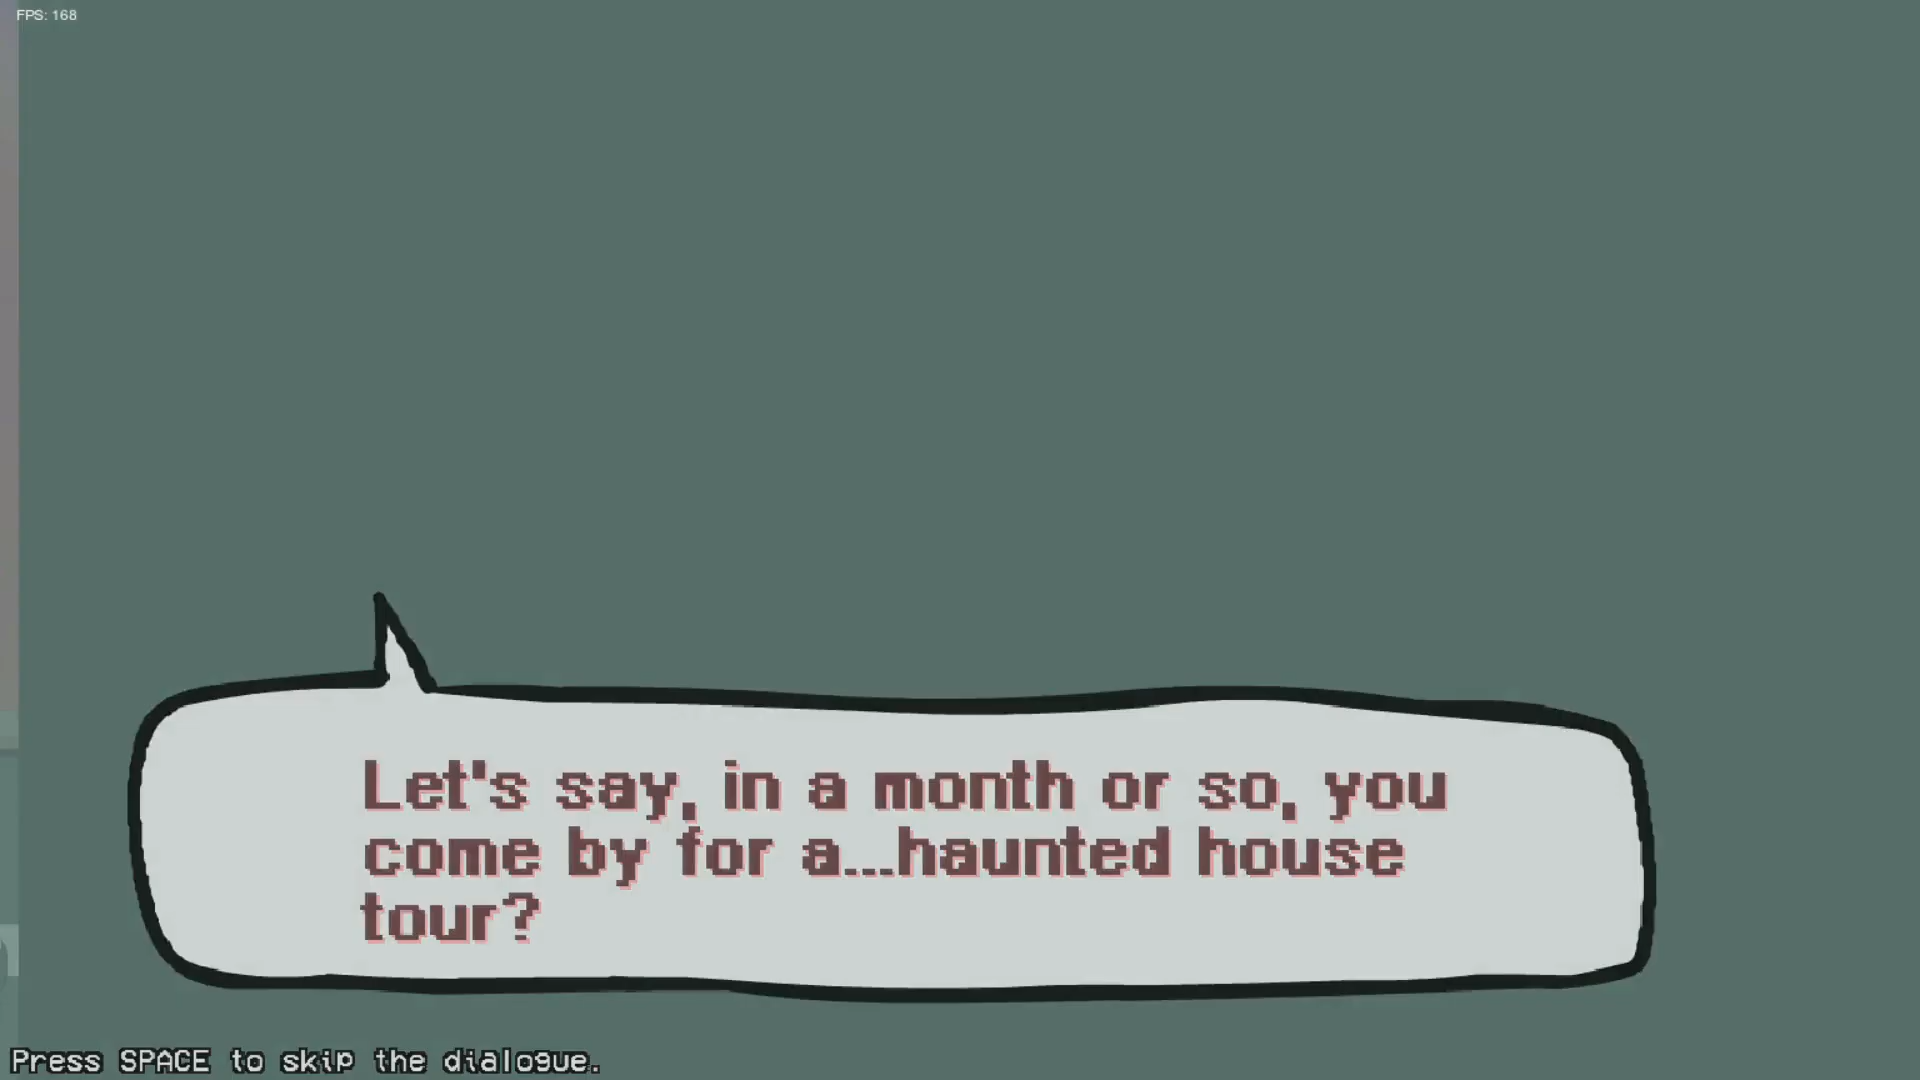 FPS: 168
Let's say, in a month or so, you
come by for a...haunted house
tour?
Press SPACE to skip the dialogue.